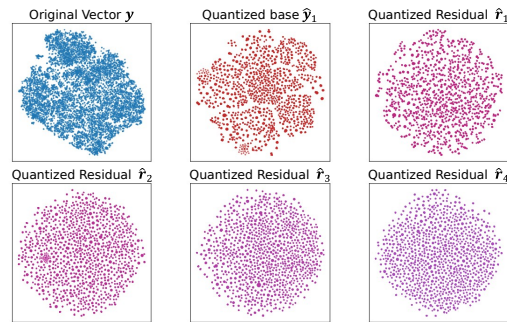 Original Vector y
Quantized base ŷ₁
Quantized Residual r̂₁
Quantized Residual r̂₂
Quantized Residual r̂₃
Quantized Residual r̂₄